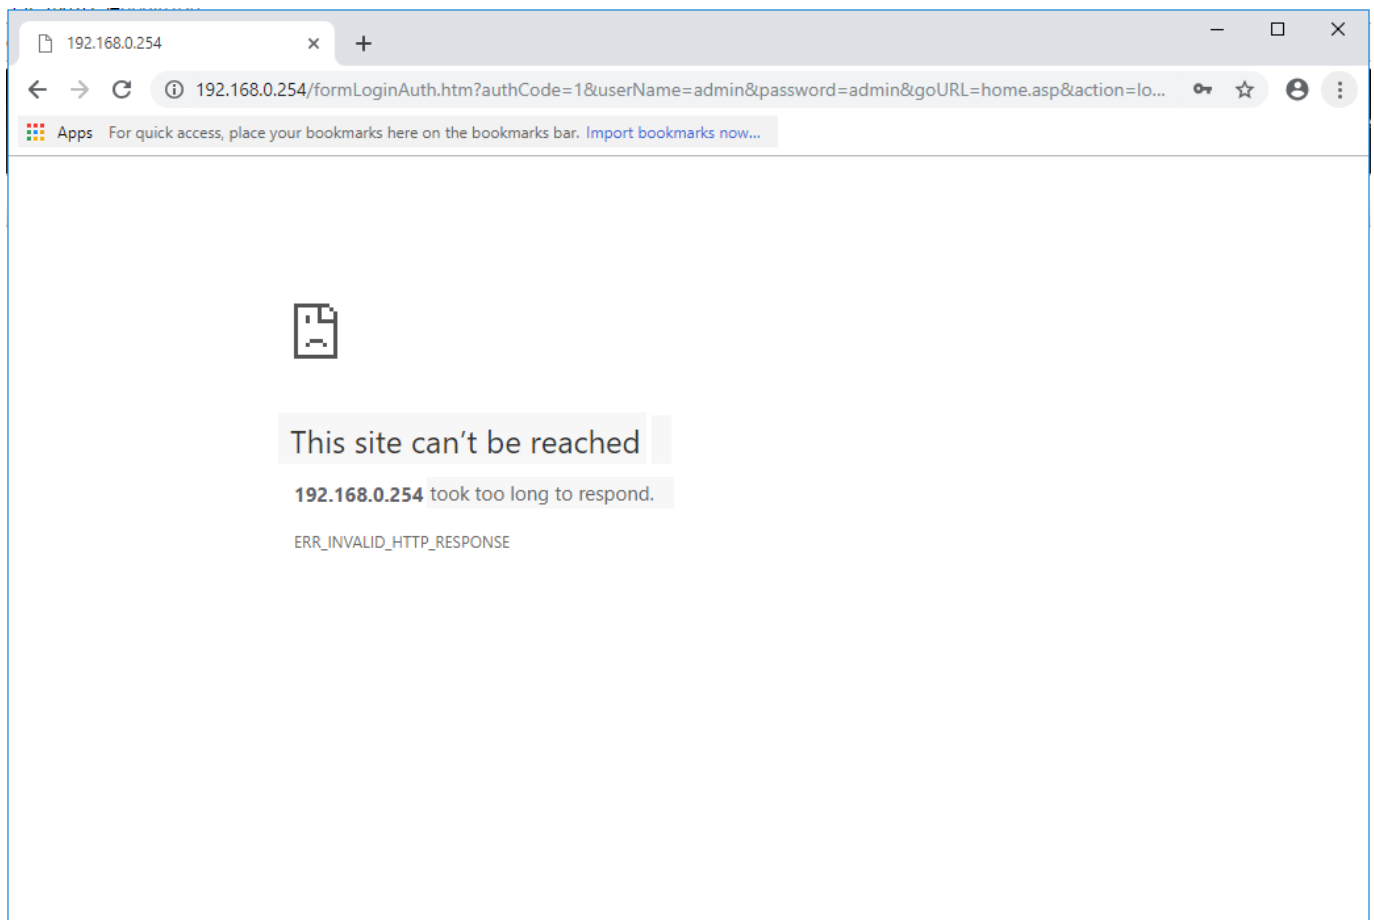 192.168.0.254
192.168.0.254/formLoginAuth.htm?authCode=1&userName=admin&password=admin&goURL=home.asp&action=lo...
Apps For quick access, place your bookmarks here on the bookmarks bar. Import bookmarks now...
This site can't be reached
192.168.0.254 took too long to respond.
ERR_INVALID_HTTP_RESPONSE